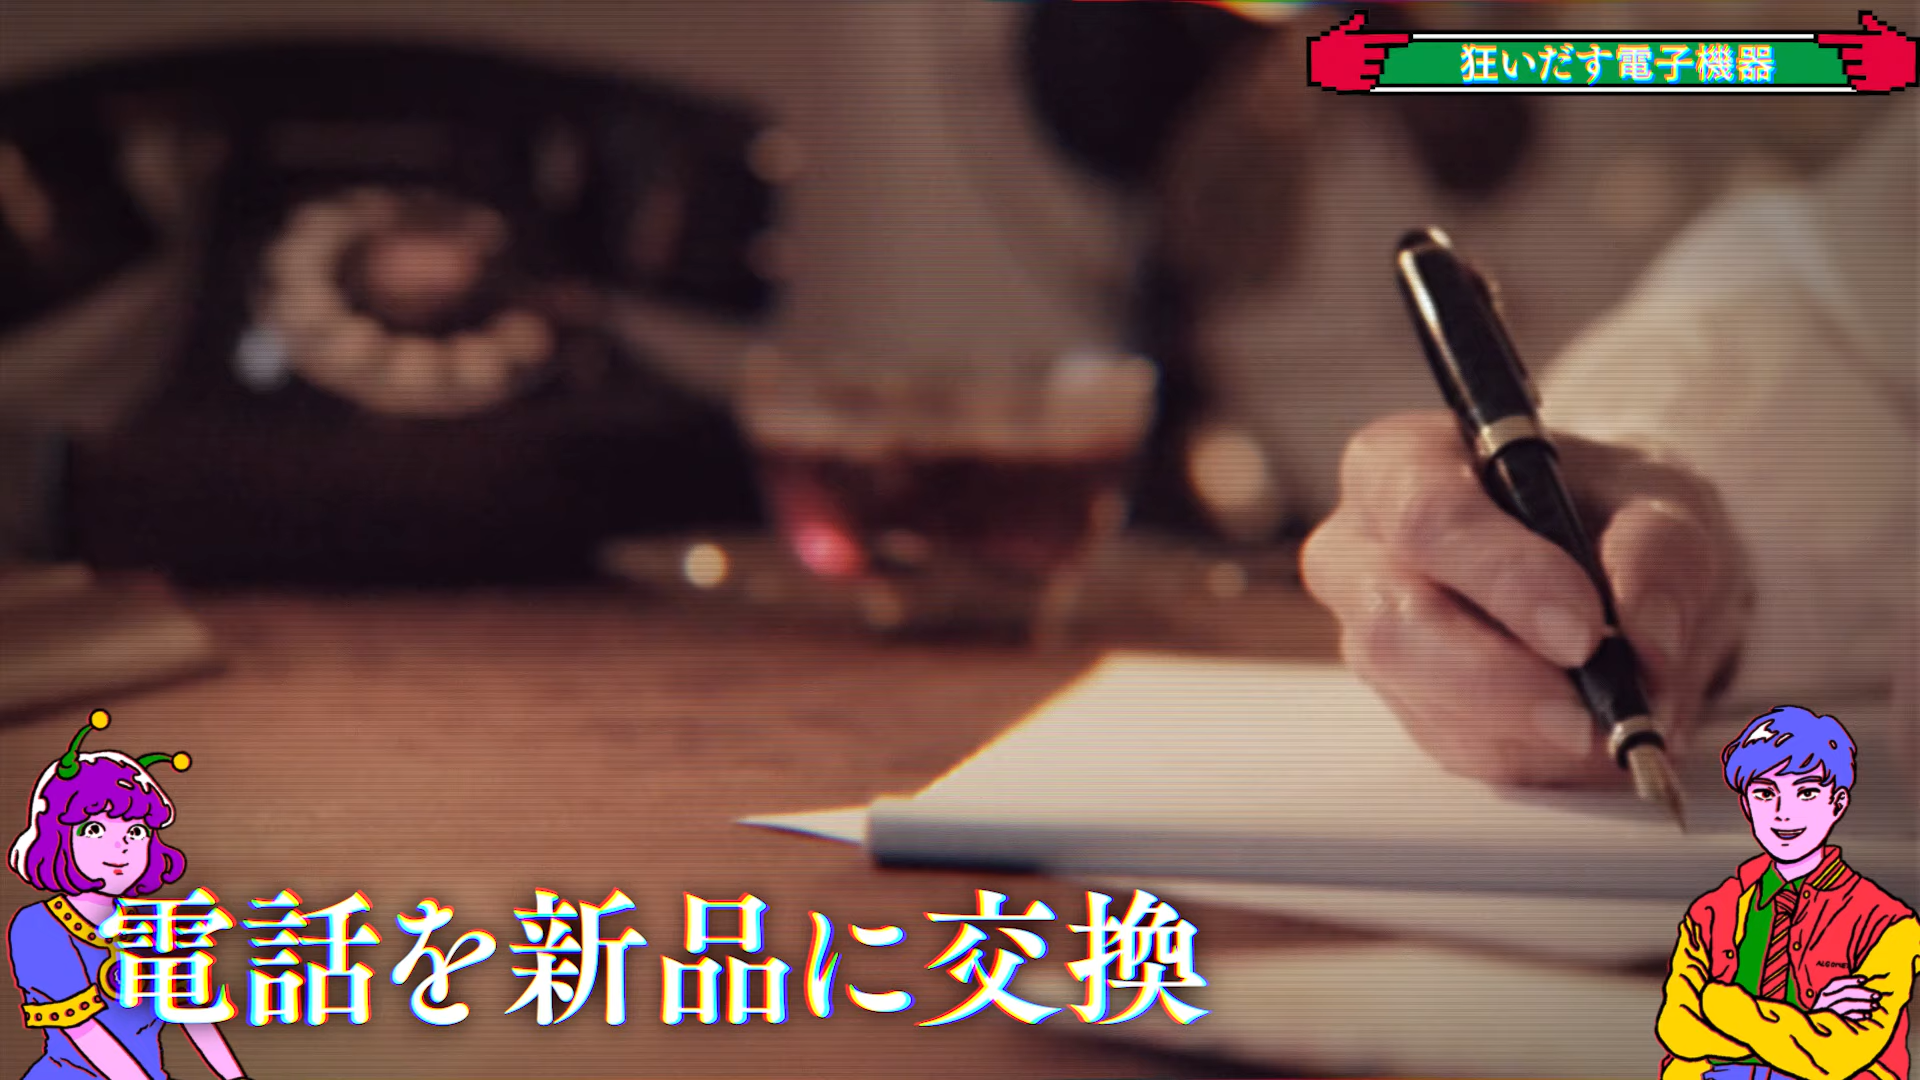 狂いだす電子機器
電話を新品に交換